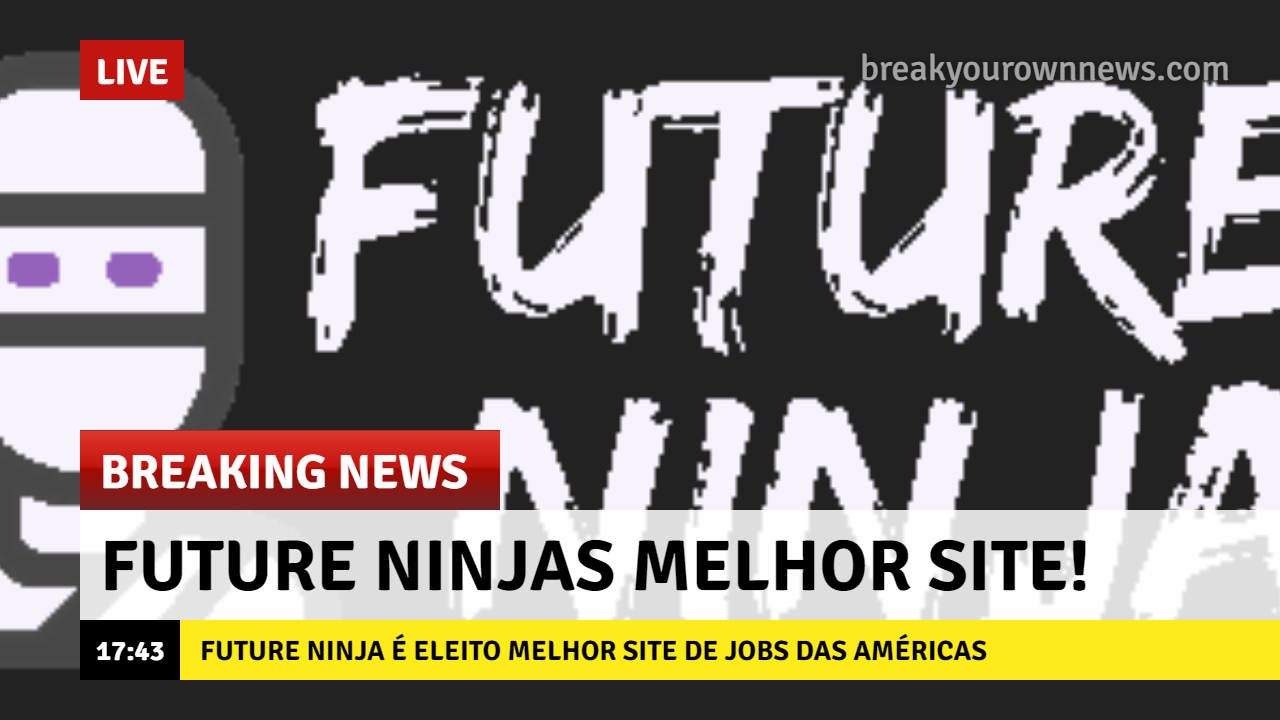 LIVE
breakyourownnews.com
FUTURE
NINJA
BREAKING NEWS
FUTURE NINJAS MELHOR SITE!
17:43 FUTURE NINJA É ELEITO MELHOR SITE DE JOBS DAS AMÉRICAS